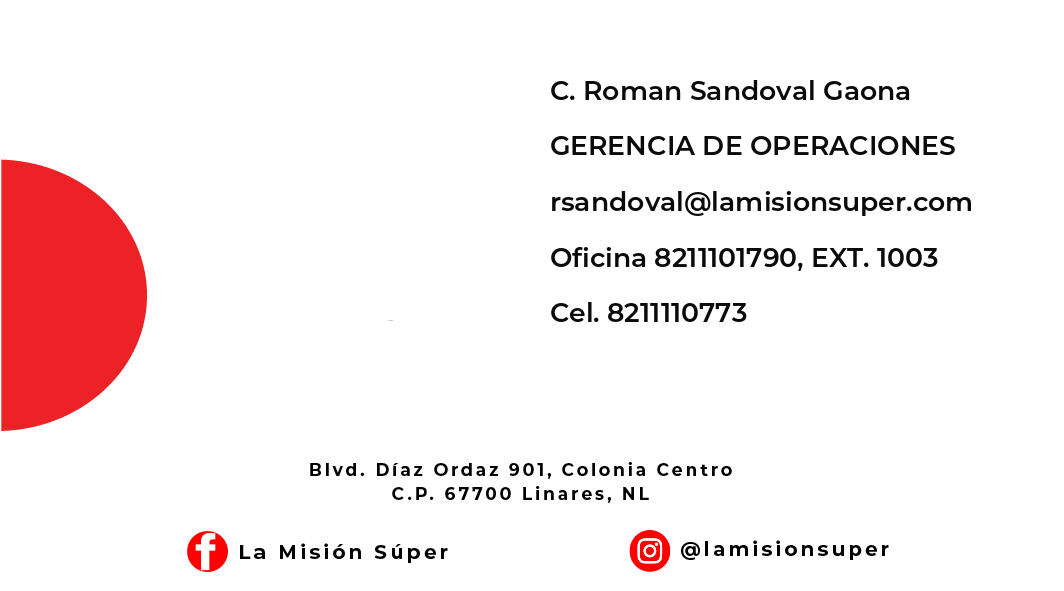 C. Roman Sandoval Gaona
GERENCIA DE OPERACIONES
rsandoval@lamisionsuper.com
Oficina 8211101790, EXT. 1003
Cel. 8211110773
Blvd. Díaz Ordaz 901, Colonia Centro
C.P. 67700 Linares, NL
La Misión Súper
@lamisionsuper